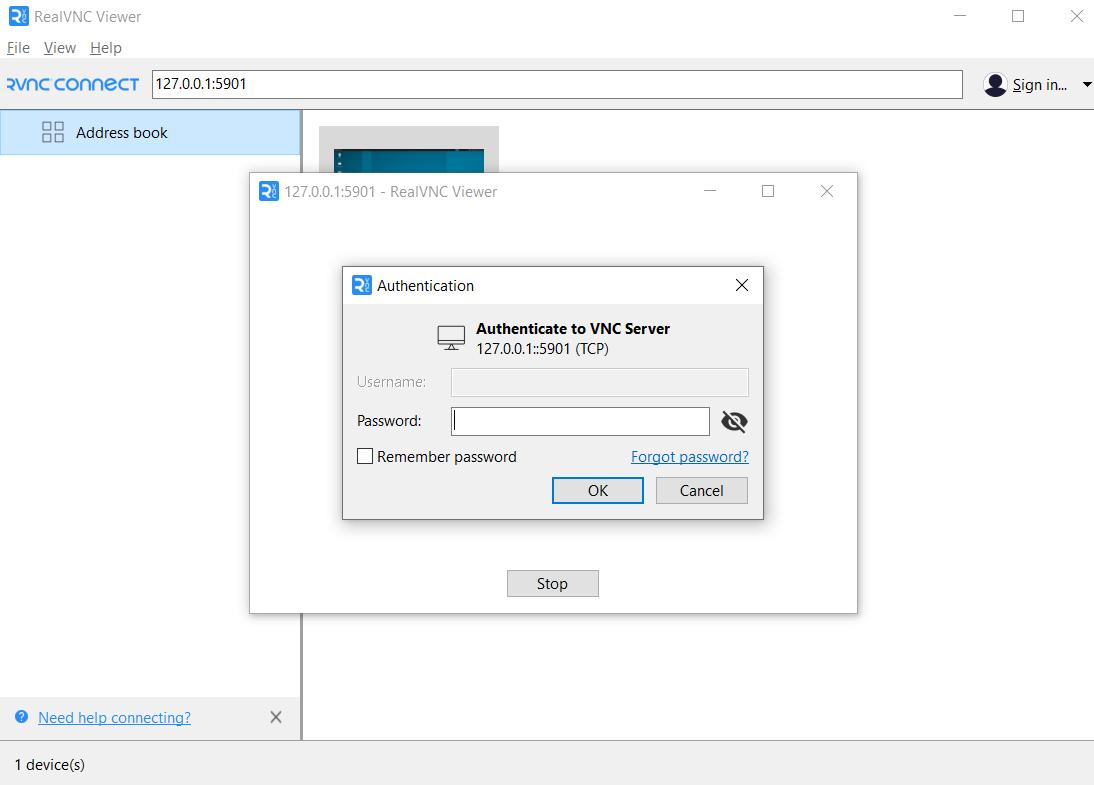 RealVNC Viewer
File View Help
RVNC CONNECT 127.0.0.1:5901 Sign in...
Address book
127.0.0.1:5901 - RealVNC Viewer
Authentication
Authenticate to VNC Server
127.0.0.1::5901 (TCP)
Username:
Password:
Remember password Forgot password?
OK Cancel
Stop
Need help connecting?
1 device(s)